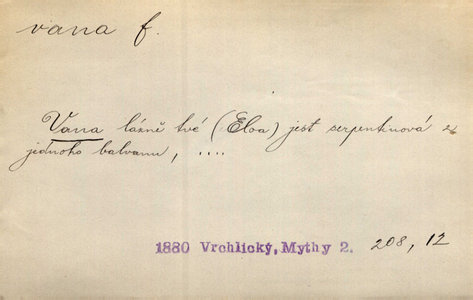 vana f.
Vana lázně tvé (Eloa) jest serpentinová z
jednoho balvanu, ....
1880 Vrchlický, Mythy 2. 208, 12